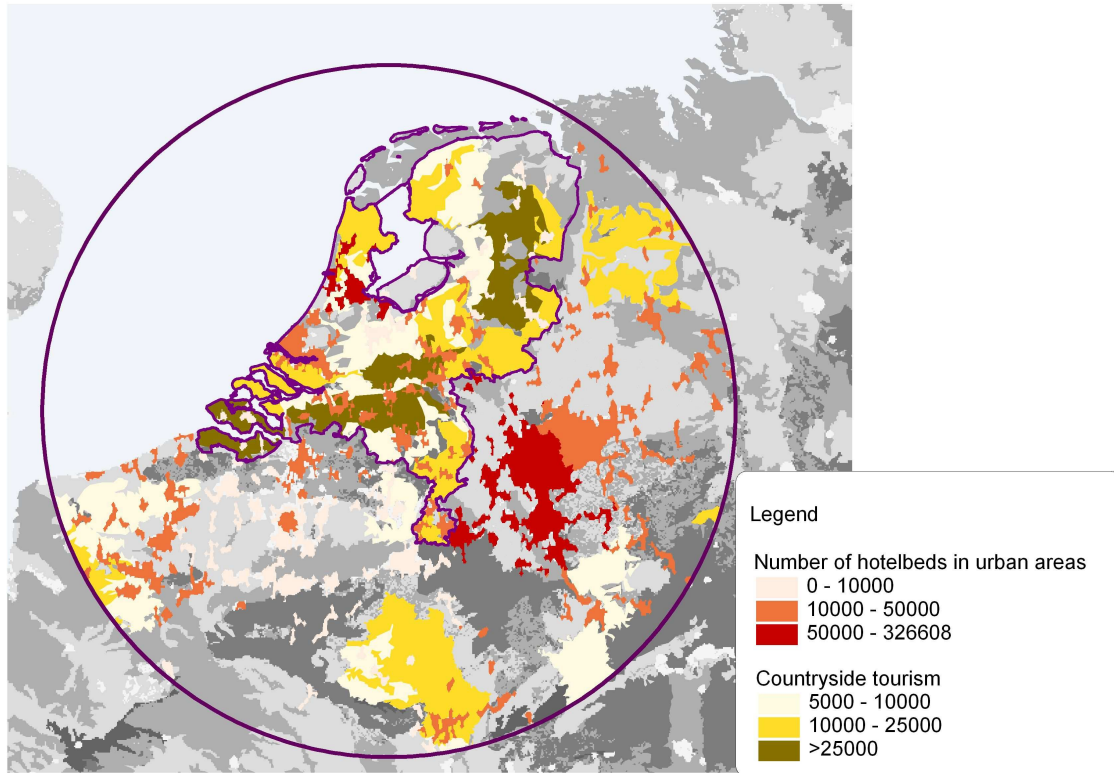 Legend
Number of hotelbeds in urban areas
0 - 10000
10000 - 50000
50000 - 326608
Countryside tourism
5000 - 10000
10000 - 25000
>25000